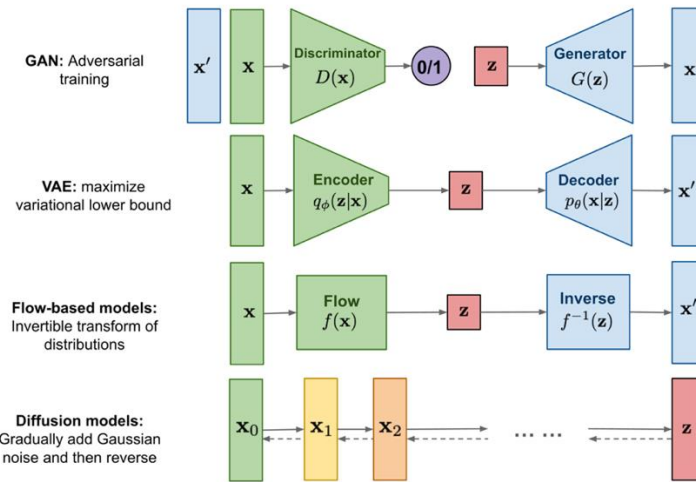 GAN: Adversarial
training
x′
x
Discriminator
D(x)
0/1
z
Generator
G(z)
x
VAE: maximize
variational lower bound
x
Encoder
qϕ(z|x)
z
Decoder
pθ(x|z)
x′
Flow-based models:
Invertible transform of
distributions
x
Flow
f(x)
z
Inverse
f⁻¹(z)
x′
Diffusion models:
Gradually add Gaussian
noise and then reverse
x₀
x₁
x₂
... ...
z